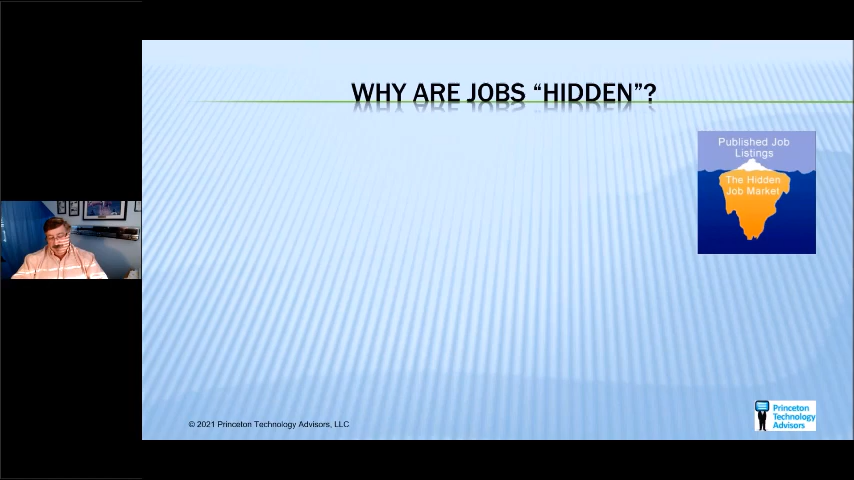 WHY ARE JOBS “HIDDEN”?
Published Job
Listings
The Hidden
Job Market
© 2021 Princeton Technology Advisors, LLC
Princeton
Technology
Advisors